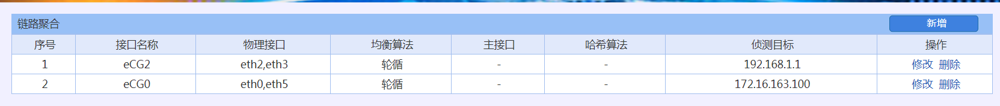 链路聚合 新增
序号 接口名称 物理接口 均衡算法 主接口 哈希算法 侦测目标 操作
1 eCG2 eth2,eth3 轮循 - - 192.168.1.1 修改 删除
2 eCG0 eth0,eth5 轮循 - - 172.16.163.100 修改 删除